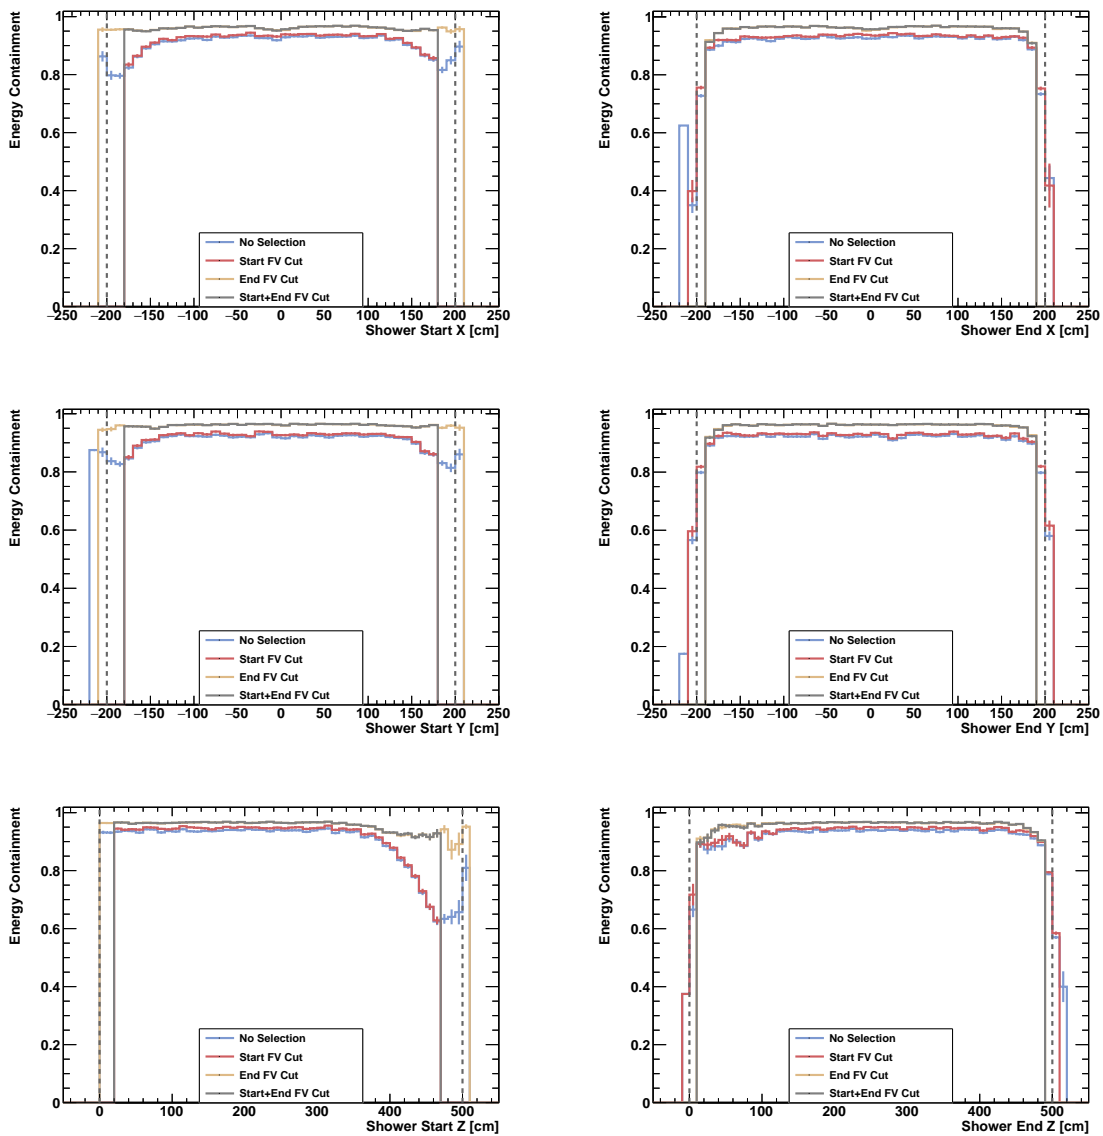 Energy Containment
1
0.8
0.6
0.4
0.2
0
No Selection
Start FV Cut
End FV Cut
Start+End FV Cut
−250 −200 −150 −100 −50 0 50 100 150 200 250
Shower Start X [cm]
Energy Containment
1
0.8
0.6
0.4
0.2
0
No Selection
Start FV Cut
End FV Cut
Start+End FV Cut
−250 −200 −150 −100 −50 0 50 100 150 200 250
Shower End X [cm]
Energy Containment
1
0.8
0.6
0.4
0.2
0
No Selection
Start FV Cut
End FV Cut
Start+End FV Cut
−250 −200 −150 −100 −50 0 50 100 150 200 250
Shower Start Y [cm]
Energy Containment
1
0.8
0.6
0.4
0.2
0
No Selection
Start FV Cut
End FV Cut
Start+End FV Cut
−250 −200 −150 −100 −50 0 50 100 150 200 250
Shower End Y [cm]
Energy Containment
1
0.8
0.6
0.4
0.2
0
No Selection
Start FV Cut
End FV Cut
Start+End FV Cut
0 100 200 300 400 500
Shower Start Z [cm]
Energy Containment
1
0.8
0.6
0.4
0.2
0
No Selection
Start FV Cut
End FV Cut
Start+End FV Cut
0 100 200 300 400 500
Shower End Z [cm]